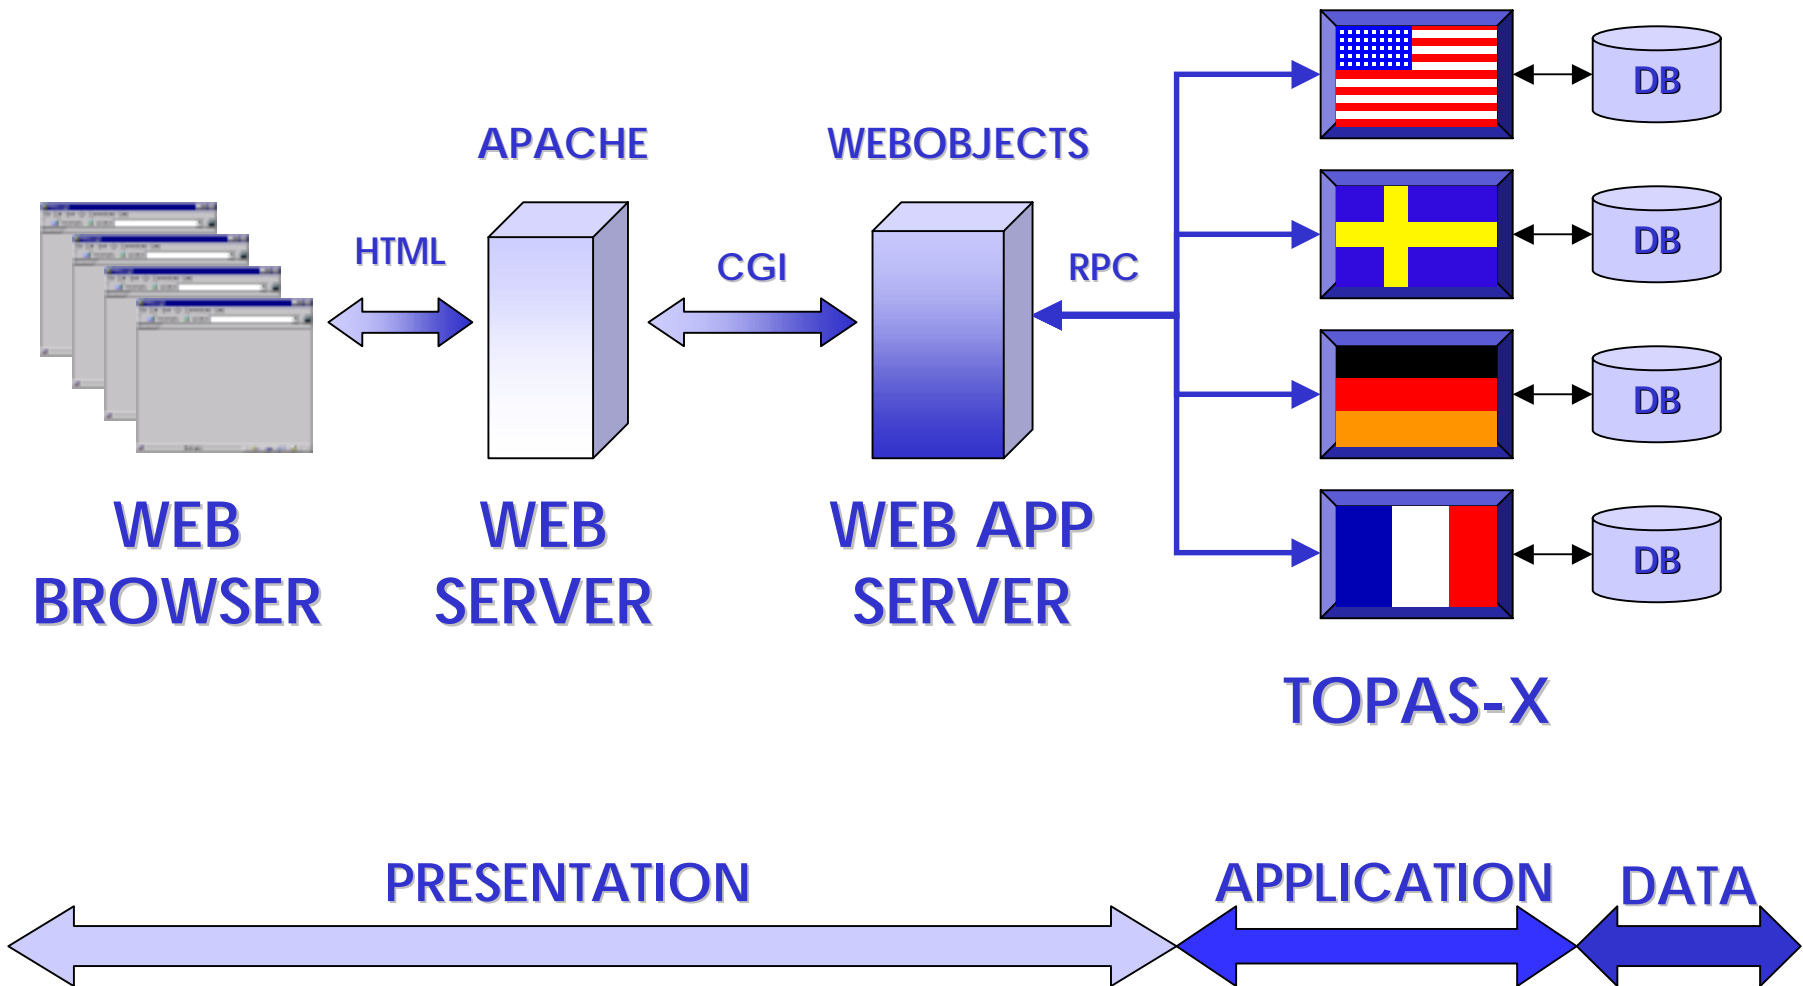 APACHE
WEBOBJECTS
HTML
CGI
RPC
DB
DB
DB
DB
WEB
BROWSER
WEB
SERVER
WEB APP
SERVER
TOPAS-X
PRESENTATION
APPLICATION
DATA